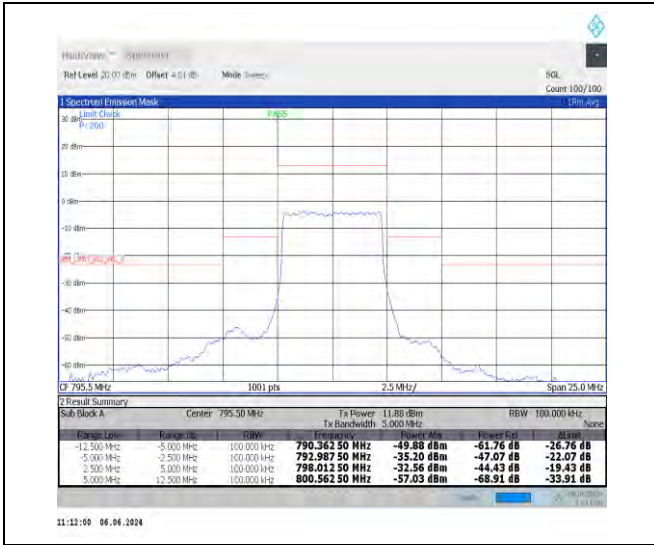 MultiView Spectrum
Ref Level 20.00 dBm Offset 4.01 dB Mode Sweep SGL
Count 100/100
1 Spectrum Emission Mask 1Rm Avg
Limit Check PASS
P<200
30 dBm
20 dBm
10 dBm
0 dBm
-10 dBm
-30 dBm
-40 dBm
-50 dBm
-60 dBm
CF 795.5 MHz 1001 pts 2.5 MHz/ Span 25.0 MHz
2 Result Summary
Sub Block A Center 795.50 MHz Tx Power 11.88 dBm RBW 100.000 kHz
Tx Bandwidth 5.000 MHz None
Range Low Range Up RBW Frequency Power Abs Power Rel ΔLimit
-12.500 MHz -5.000 MHz 100.000 kHz 790.362 50 MHz -49.88 dBm -61.76 dB -26.76 dB
-5.000 MHz -2.500 MHz 100.000 kHz 792.987 50 MHz -35.20 dBm -47.07 dB -22.07 dB
2.500 MHz 5.000 MHz 100.000 kHz 798.012 50 MHz -32.56 dBm -44.43 dB -19.43 dB
5.000 MHz 12.500 MHz 100.000 kHz 800.562 50 MHz -57.03 dBm -68.91 dB -33.91 dB
11:12:00 06.06.2024